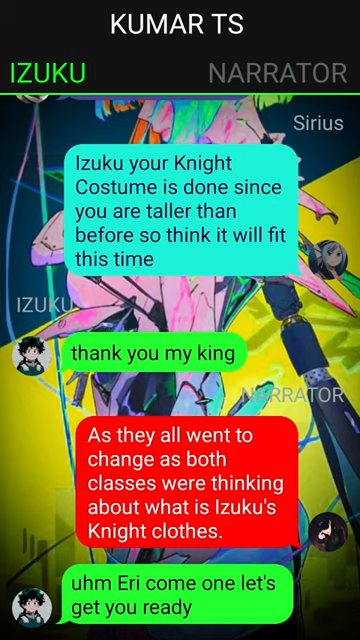 KUMAR TS
IZUKU NARRATOR
Sirius
Izuku your Knight
Costume is done since
you are taller than
before so think it will fit
this time
IZUKU
thank you my king
NARRATOR
As they all went to
change as both
classes were thinking
about what is Izuku's
Knight clothes.
uhm Eri come one let's
get you ready